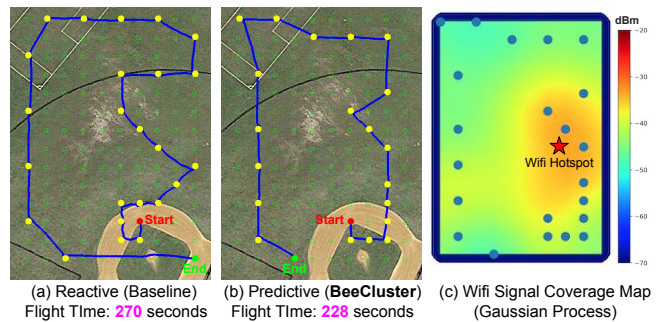 dBm
-20
-30
-40
-50
-60
-70
Start
End
Start
End
Wifi Hotspot
(a) Reactive (Baseline)
Flight TIme: 270 seconds
(b) Predictive (BeeCluster)
Flight TIme: 228 seconds
(c) Wifi Signal Coverage Map
(Gaussian Process)